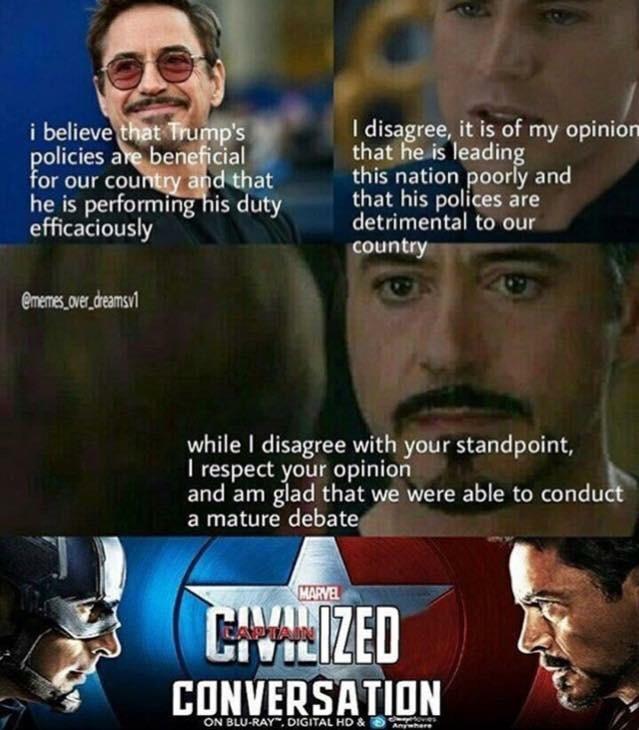 i believe that Trump's
policies are beneficial
for our country and that
he is performing his duty
efficaciously
I disagree, it is of my opinion
that he is leading
this nation poorly and
that his polices are
detrimental to our
country
@memes_over_dreamsv1
while I disagree with your standpoint,
I respect your opinion
and am glad that we were able to conduct
a mature debate
MARVEL
CAPTAIN
CIVILIZED
CONVERSATION
ON BLU-RAY™, DIGITAL HD &
Movies
Anywhere